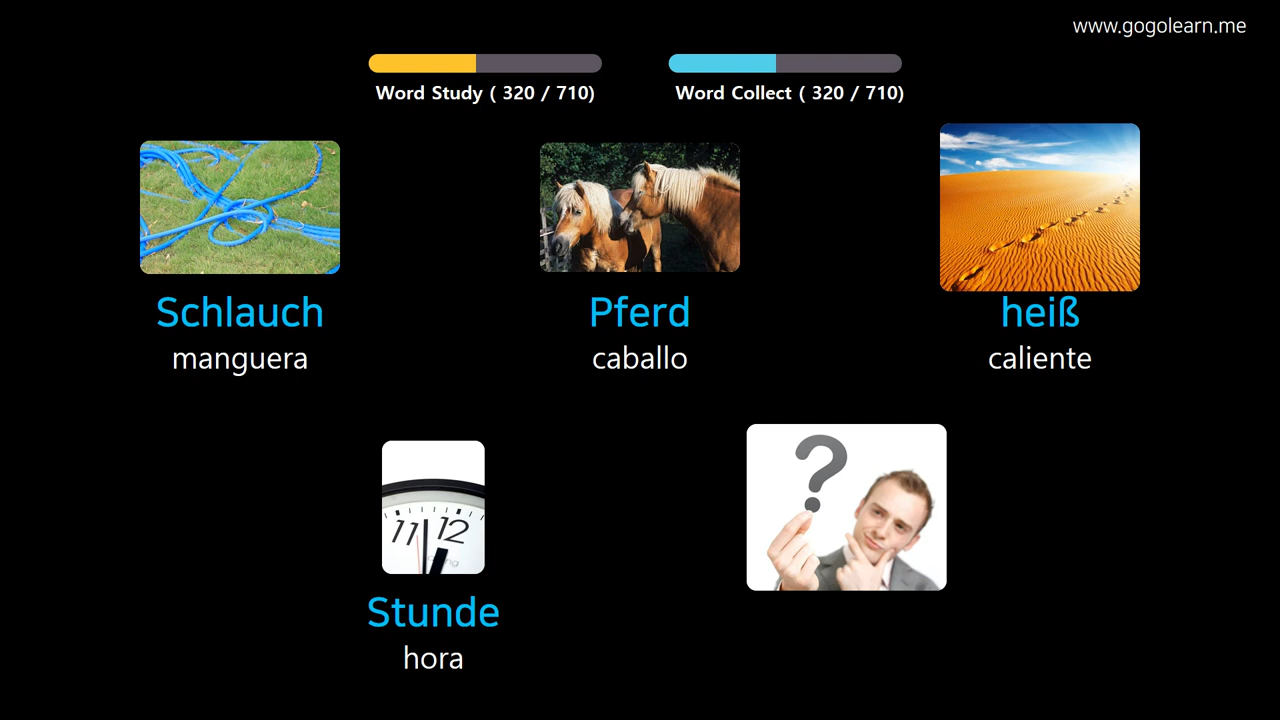 www.gogolearn.me
Word Study ( 320 / 710)
Word Collect ( 320 / 710)
Schlauch
manguera
Pferd
caballo
heiß
caliente
11 12
Stunde
hora
?